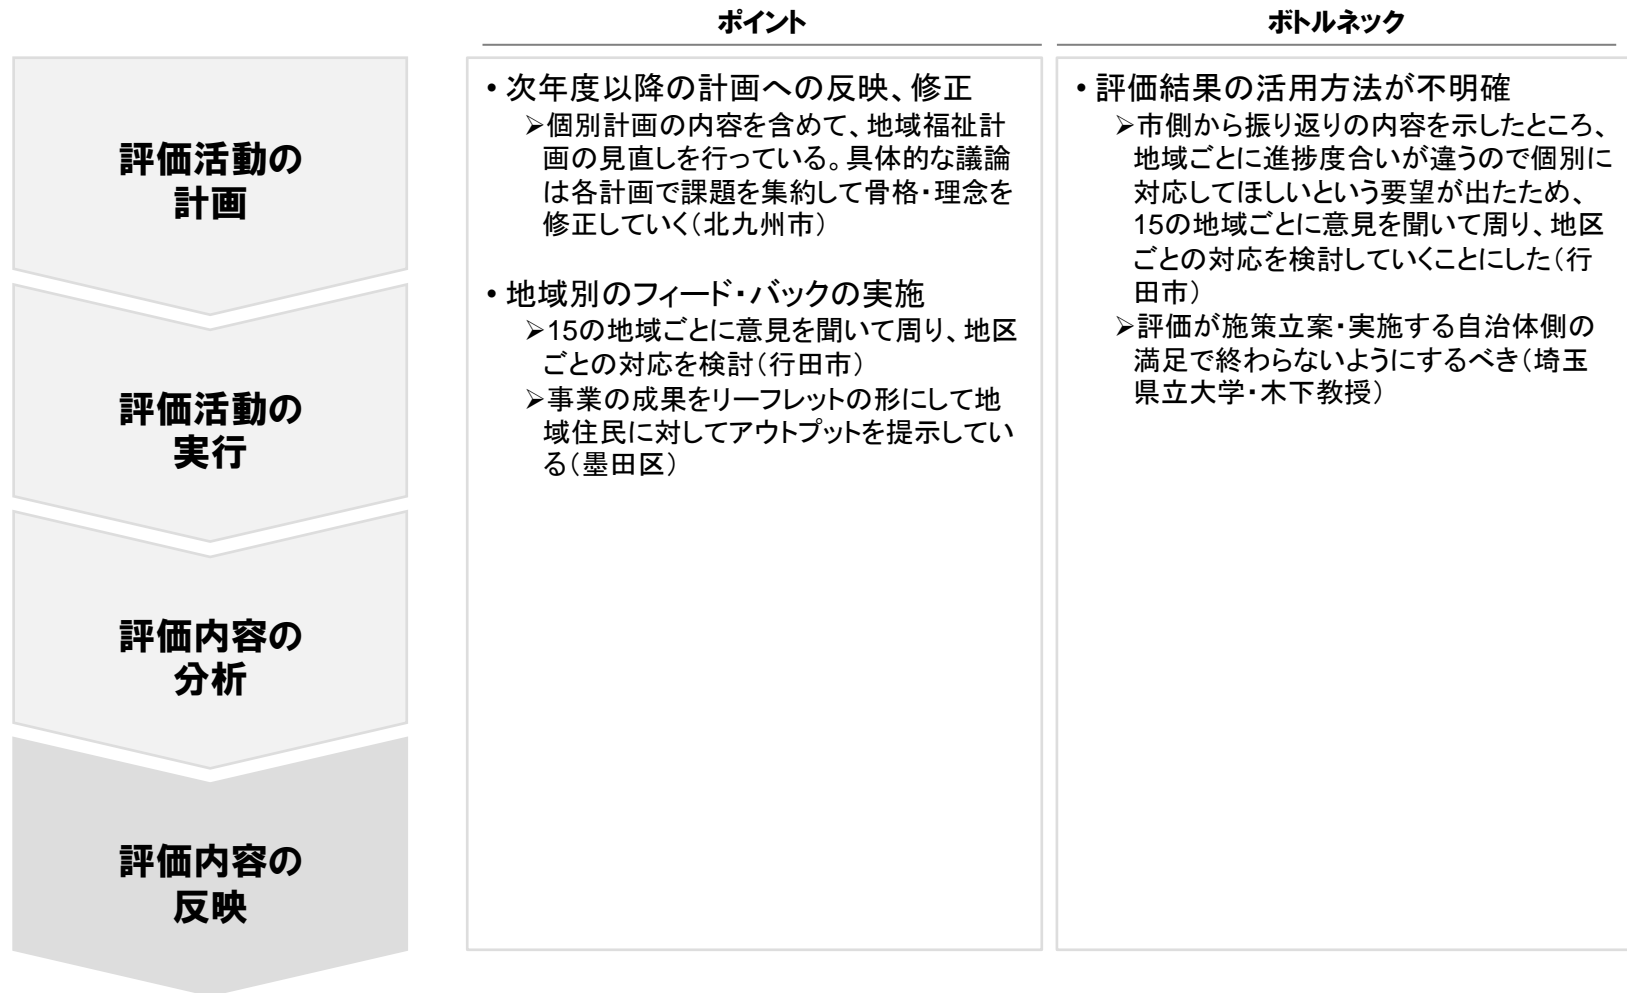 ポイント
ボトルネック
評価活動の
計画
評価活動の
実行
評価内容の
分析
評価内容の
反映
• 次年度以降の計画への反映、修正
➢個別計画の内容を含めて、地域福祉計
画の見直しを行っている。具体的な議論
は各計画で課題を集約して骨格・理念を
修正していく(北九州市)
• 地域別のフィード・バックの実施
➢15の地域ごとに意見を聞いて周り、地区
ごとの対応を検討(行田市)
➢事業の成果をリーフレットの形にして地
域住民に対してアウトプットを提示してい
る(墨田区)
• 評価結果の活用方法が不明確
➢市側から振り返りの内容を示したところ、
地域ごとに進捗度合いが違うので個別に
対応してほしいという要望が出たため、
15の地域ごとに意見を聞いて周り、地区
ごとの対応を検討していくことにした(行
田市)
➢評価が施策立案・実施する自治体側の
満足で終わらないようにするべき(埼玉
県立大学・木下教授)